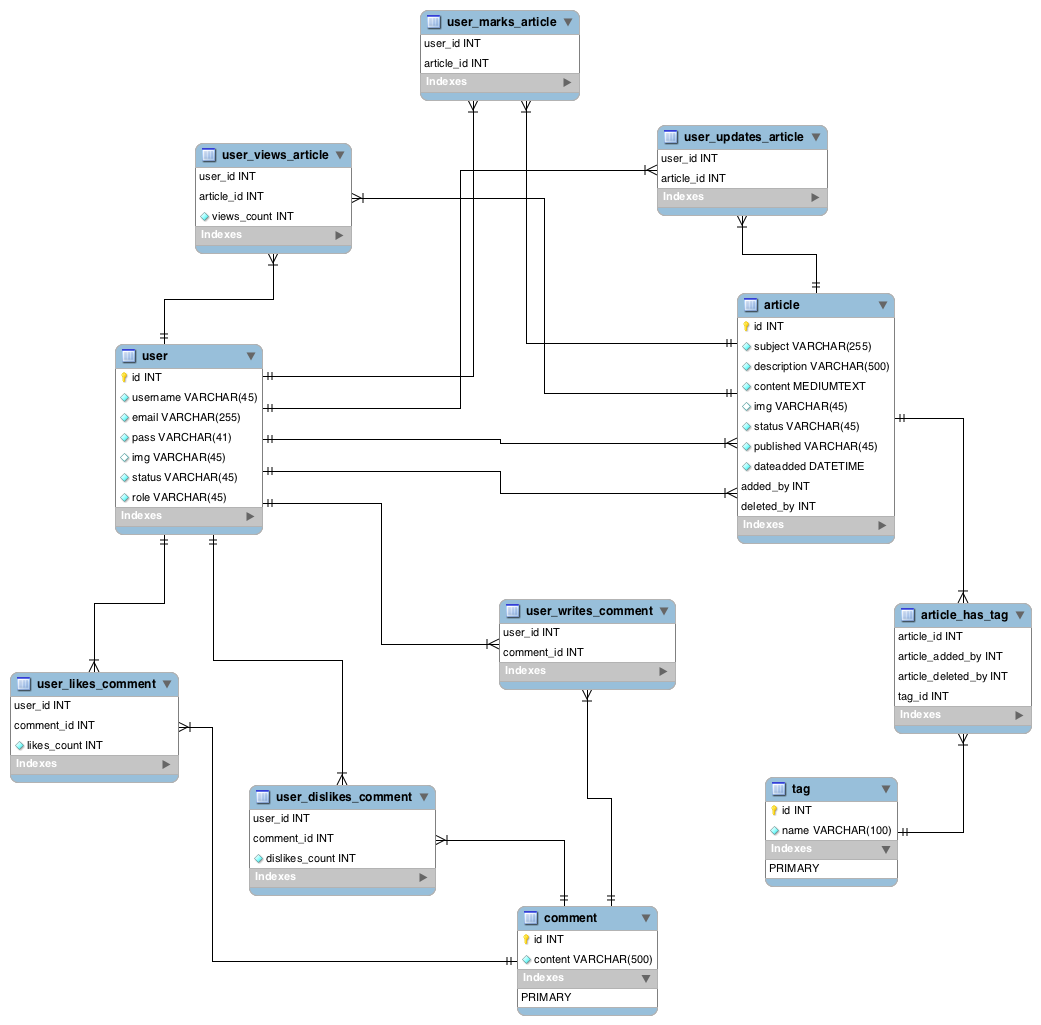 user_marks_article
user_id INT
article_id INT
Indexes
user_updates_article
user_id INT
article_id INT
Indexes
user_views_article
user_id INT
article_id INT
views_count INT
Indexes
article
id INT
subject VARCHAR(255)
description VARCHAR(500)
content MEDIUMTEXT
img VARCHAR(45)
status VARCHAR(45)
published VARCHAR(45)
dateadded DATETIME
added_by INT
deleted_by INT
Indexes
user
id INT
username VARCHAR(45)
email VARCHAR(255)
pass VARCHAR(41)
img VARCHAR(45)
status VARCHAR(45)
role VARCHAR(45)
Indexes
user_writes_comment
user_id INT
comment_id INT
Indexes
article_has_tag
article_id INT
article_added_by INT
article_deleted_by INT
tag_id INT
Indexes
user_likes_comment
user_id INT
comment_id INT
likes_count INT
Indexes
user_dislikes_comment
user_id INT
comment_id INT
dislikes_count INT
Indexes
tag
id INT
name VARCHAR(100)
Indexes
PRIMARY
comment
id INT
content VARCHAR(500)
Indexes
PRIMARY